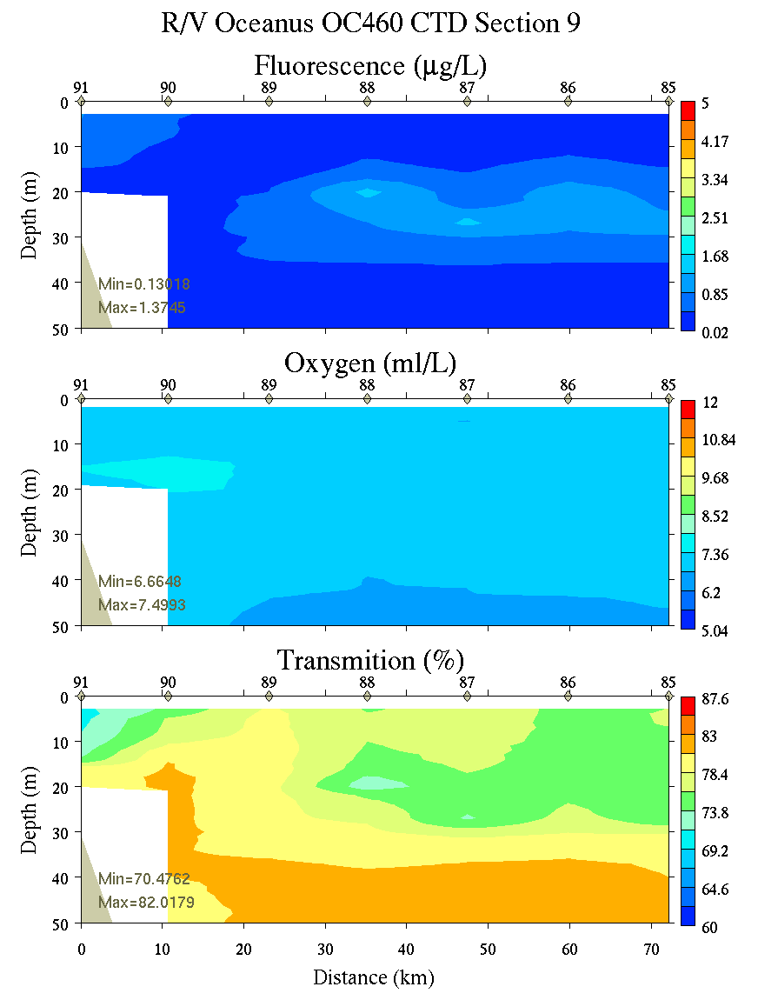 R/V Oceanus OC460 CTD Section 9
Fluorescence (µg/L)
91 90 89 88 87 86 85
0
10
20
30
40
50
Depth (m)
Min=0.13018
Max=1.3745
5
4.17
3.34
2.51
1.68
0.85
0.02
Oxygen (ml/L)
91 90 89 88 87 86 85
0
10
20
30
40
50
Depth (m)
Min=6.6648
Max=7.4993
12
10.84
9.68
8.52
7.36
6.2
5.04
Transmition (%)
91 90 89 88 87 86 85
0
10
20
30
40
50
Depth (m)
Min=70.4762
Max=82.0179
87.6
83
78.4
73.8
69.2
64.6
60
0 10 20 30 40 50 60 70
Distance (km)